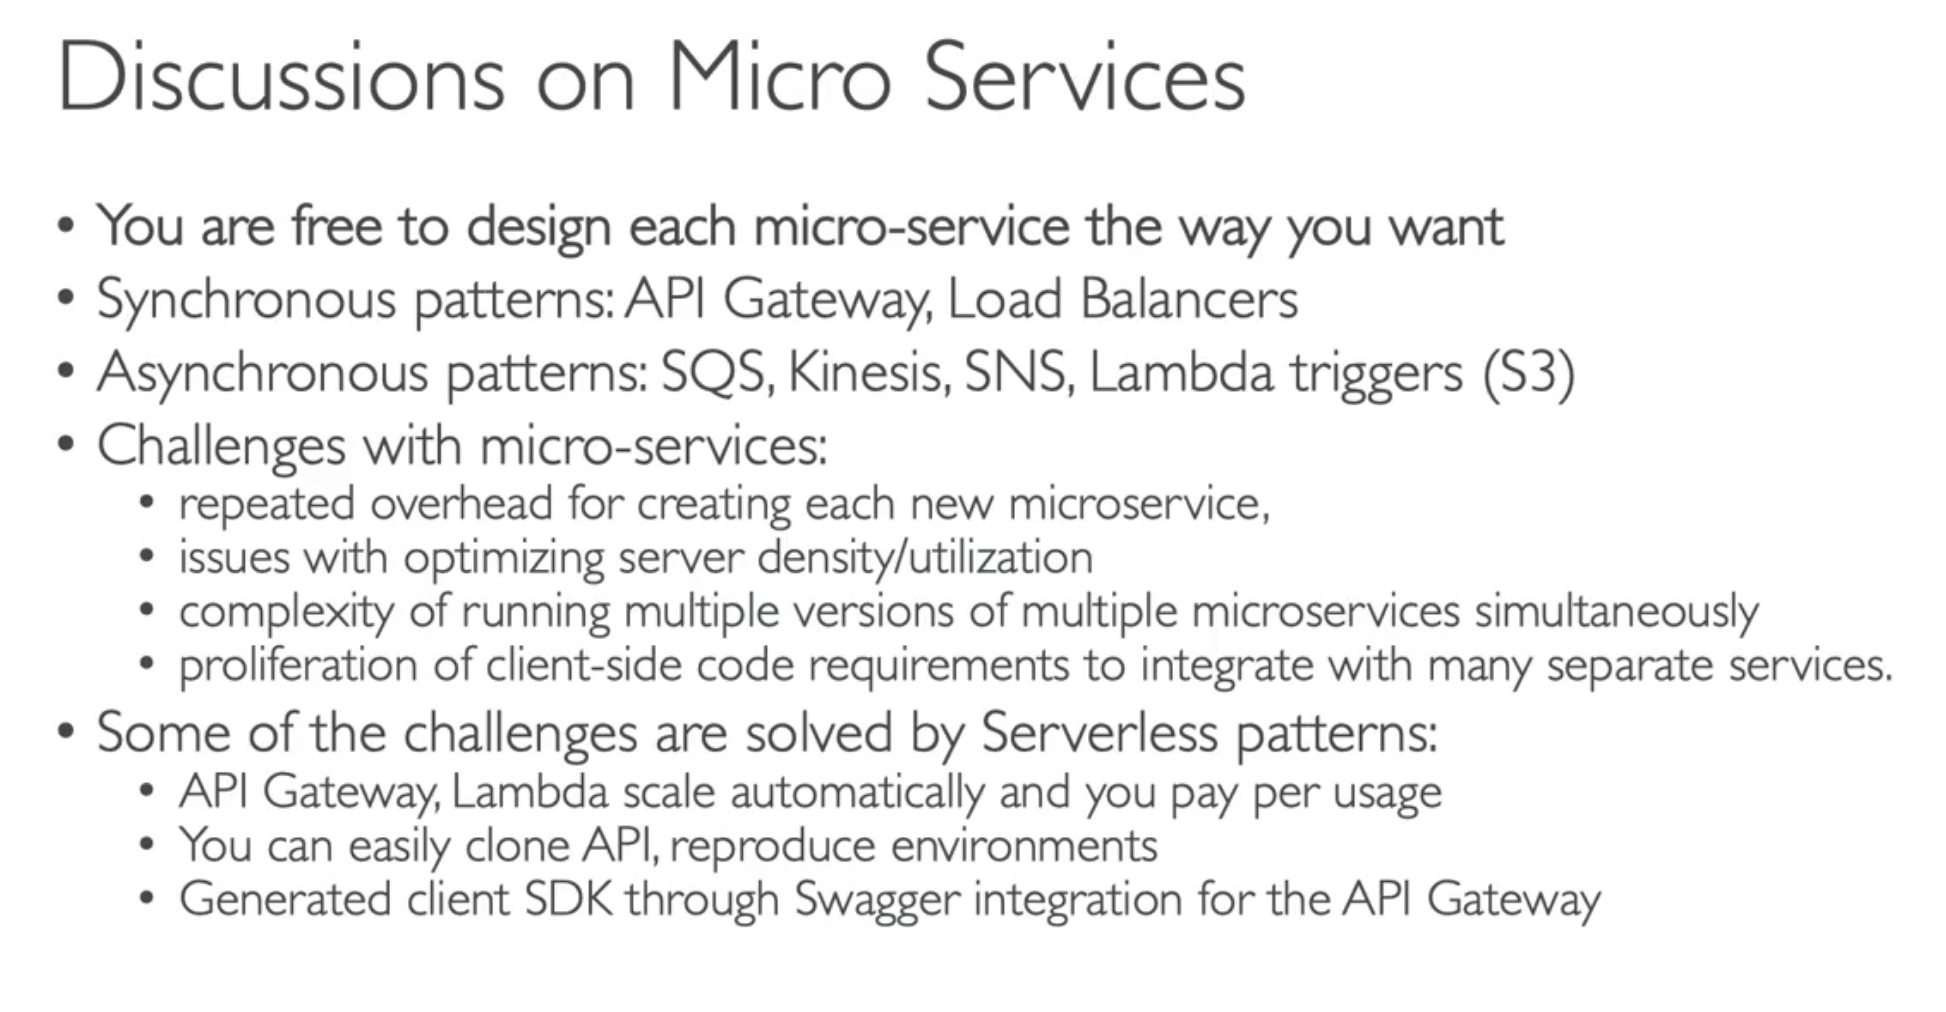 Discussions on Micro Services
• You are free to design each micro-service the way you want
• Synchronous patterns: API Gateway, Load Balancers
• Asynchronous patterns: SQS, Kinesis, SNS, Lambda triggers (S3)
• Challenges with micro-services:
• repeated overhead for creating each new microservice,
• issues with optimizing server density/utilization
• complexity of running multiple versions of multiple microservices simultaneously
• proliferation of client-side code requirements to integrate with many separate services.
• Some of the challenges are solved by Serverless patterns:
• API Gateway, Lambda scale automatically and you pay per usage
• You can easily clone API, reproduce environments
• Generated client SDK through Swagger integration for the API Gateway